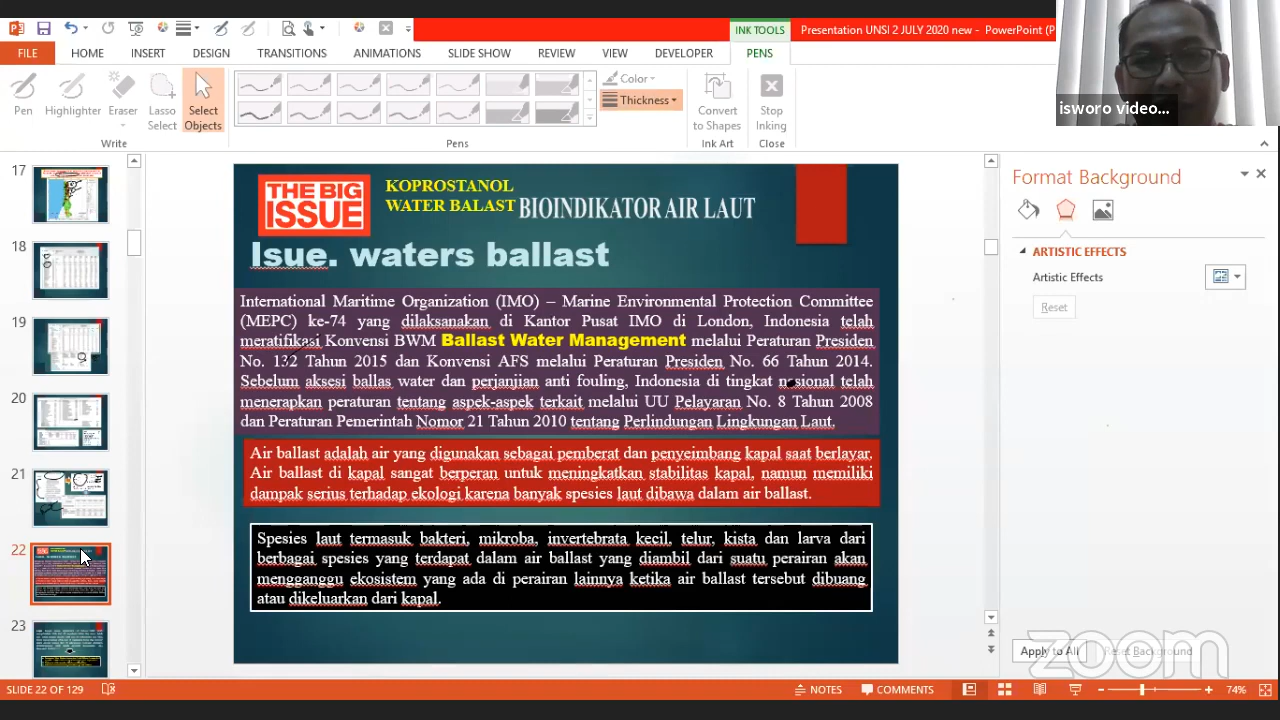 INK TOOLS
Presentation UNSI 2 JULY 2020 new - PowerPoint (P
FILE HOME INSERT DESIGN TRANSITIONS ANIMATIONS SLIDE SHOW REVIEW VIEW DEVELOPER PENS
Pen Highlighter Eraser Lasso Select Select Objects
Color
Thickness
Convert to Shapes
Stop Inking
Write Pens Ink Art Close
isworo video...
17
18
19
20
21
22
23
THE BIG ISSUE
KOPROSTANOL
WATER BALAST BIOINDIKATOR AIR LAUT
Isue. waters ballast
International Maritime Organization (IMO) – Marine Environmental Protection Committee
(MEPC) ke-74 yang dilaksanakan di Kantor Pusat IMO di London, Indonesia telah
meratifikasi Konvensi BWM Ballast Water Management melalui Peraturan Presiden
No. 132 Tahun 2015 dan Konvensi AFS melalui Peraturan Presiden No. 66 Tahun 2014.
Sebelum aksesi ballas water dan perjanjian anti fouling, Indonesia di tingkat nasional telah
menerapkan peraturan tentang aspek-aspek terkait melalui UU Pelayaran No. 8 Tahun 2008
dan Peraturan Pemerintah Nomor 21 Tahun 2010 tentang Perlindungan Lingkungan Laut.
Air ballast adalah air yang digunakan sebagai pemberat dan penyeimbang kapal saat berlayar.
Air ballast di kapal sangat berperan untuk meningkatkan stabilitas kapal, namun memiliki
dampak serius terhadap ekologi karena banyak spesies laut dibawa dalam air ballast.
Spesies laut termasuk bakteri, mikroba, invertebrata kecil, telur, kista dan larva dari
berbagai spesies yang terdapat dalam air ballast yang diambil dari suatu perairan akan
mengganggu ekosistem yang ada di perairan lainnya ketika air ballast tersebut dibuang
atau dikeluarkan dari kapal.
Format Background
ARTISTIC EFFECTS
Artistic Effects
Reset
Apply to All Reset Background
zoom
SLIDE 22 OF 129
NOTES COMMENTS 74%